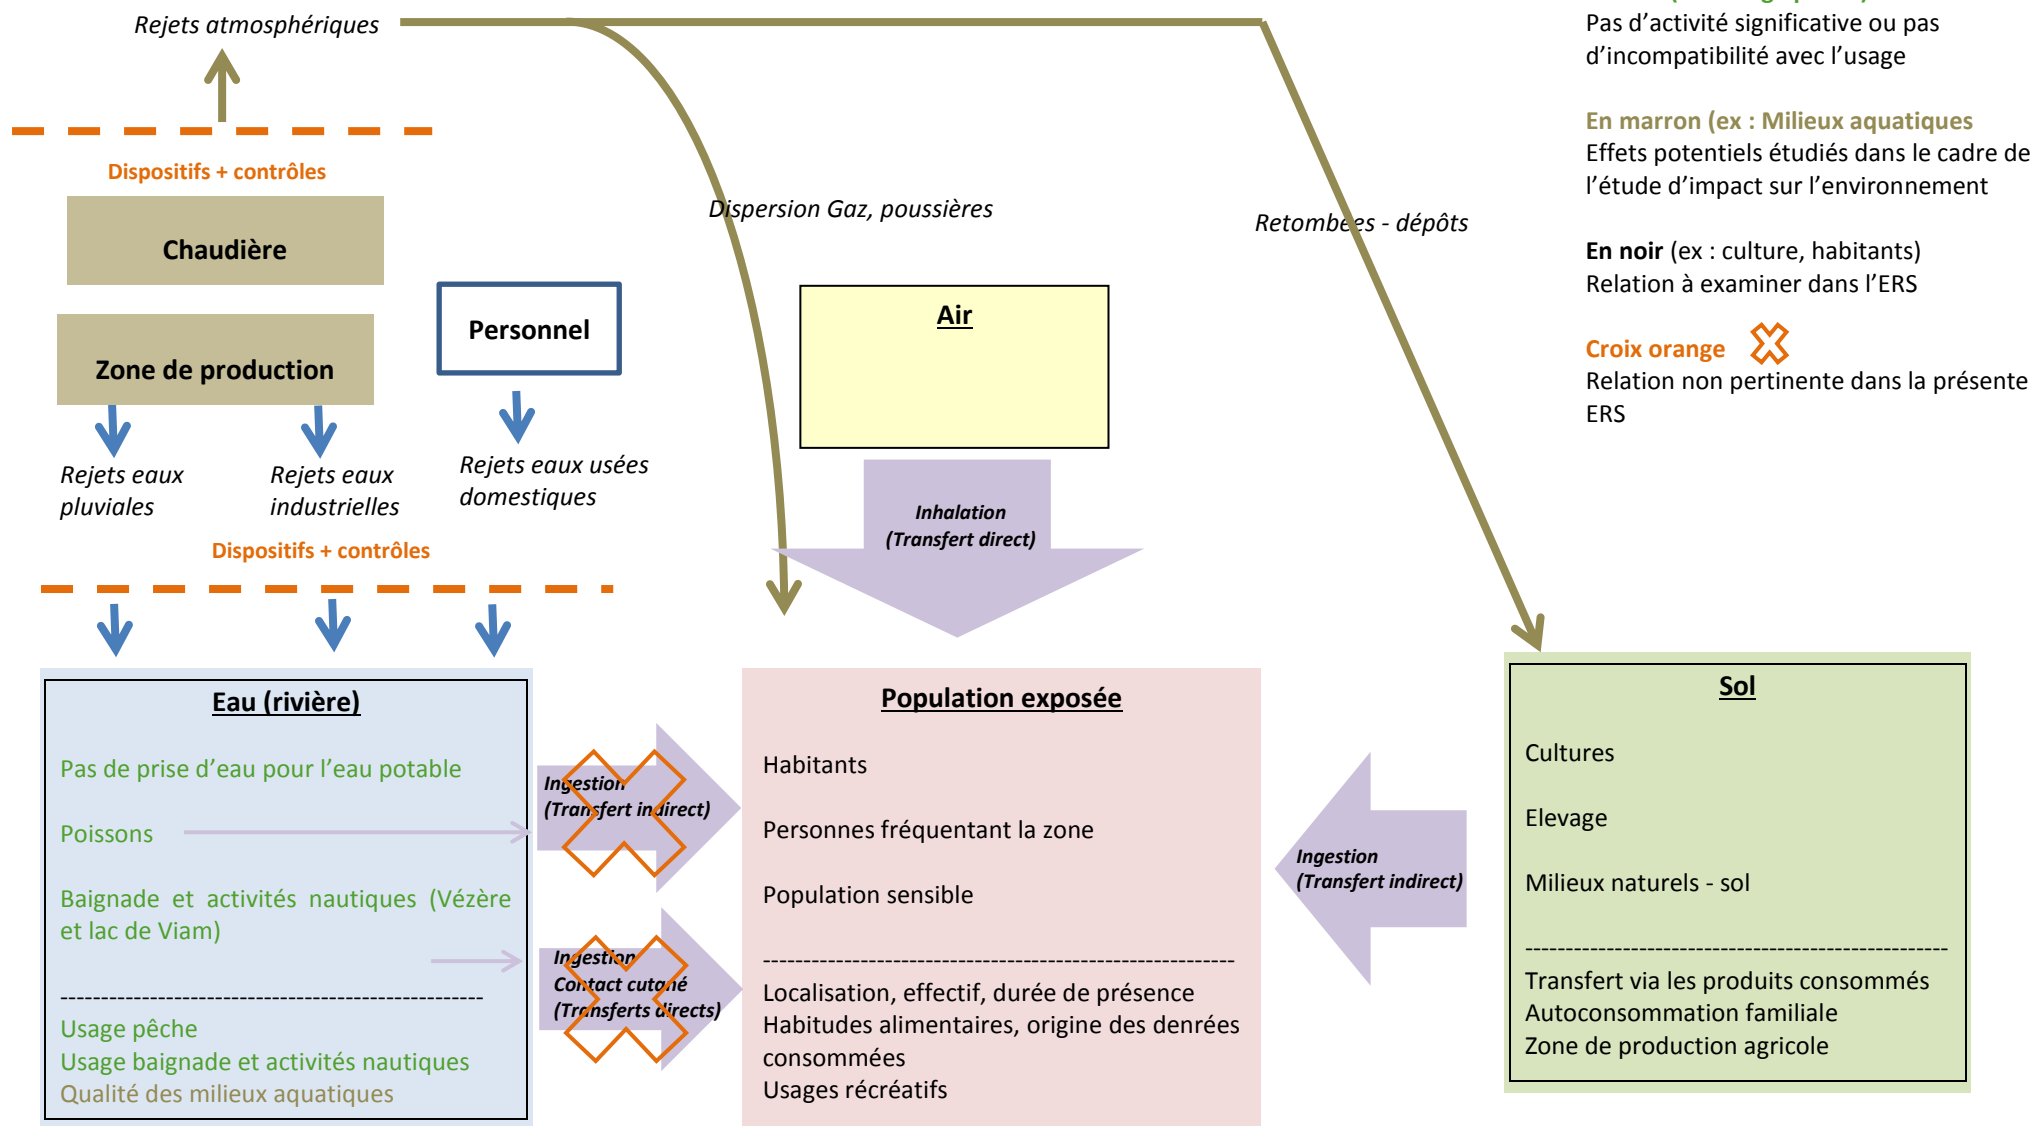 Rejets atmosphériques
Dispositifs + contrôles
Chaudière
Zone de production
Personnel
Rejets eaux
pluviales
Rejets eaux
industrielles
Rejets eaux usées
domestiques
Dispositifs + contrôles
Dispersion Gaz, poussières
Retombées - dépôts
Air
Inhalation
(Transfert direct)
Pas d’activité significative ou pas
d’incompatibilité avec l’usage
En marron (ex : Milieux aquatiques
Effets potentiels étudiés dans le cadre de
l’étude d’impact sur l’environnement
En noir (ex : culture, habitants)
Relation à examiner dans l’ERS
Croix orange
Relation non pertinente dans la présente
ERS
Eau (rivière)
Pas de prise d’eau pour l’eau potable
Poissons
Baignade et activités nautiques (Vézère
et lac de Viam)
----------------------------------------------------
Usage pêche
Usage baignade et activités nautiques
Qualité des milieux aquatiques
Ingestion
(Transfert indirect)
Ingestion
Contact cutané
(Transferts directs)
Population exposée
Habitants
Personnes fréquentant la zone
Population sensible
----------------------------------------------------------
Localisation, effectif, durée de présence
Habitudes alimentaires, origine des denrées
consommées
Usages récréatifs
Ingestion
(Transfert indirect)
Sol
Cultures
Elevage
Milieux naturels - sol
----------------------------------------------------
Transfert via les produits consommés
Autoconsommation familiale
Zone de production agricole